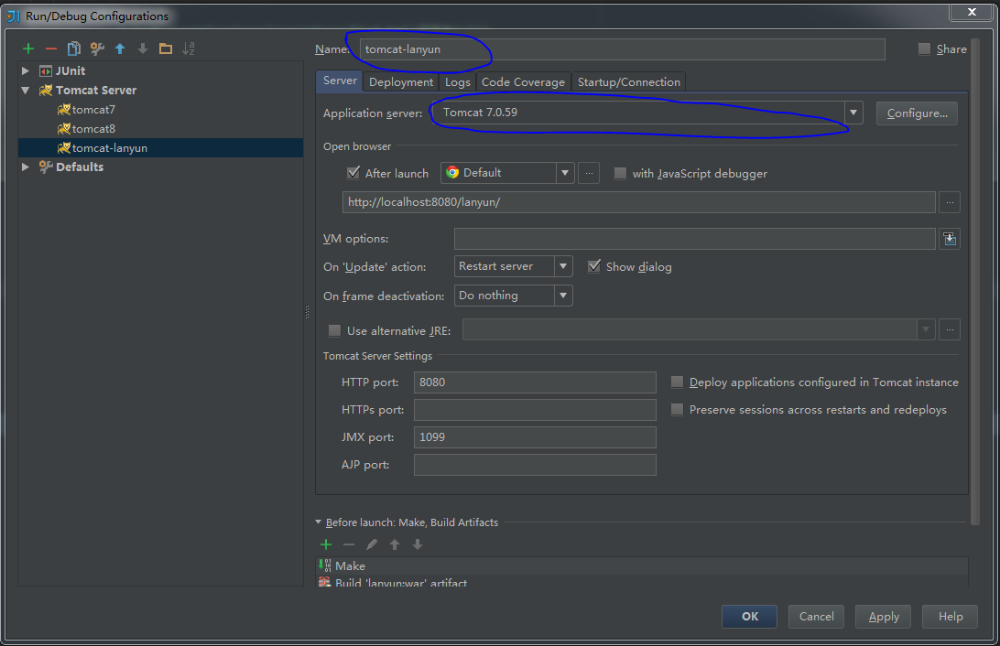 Run/Debug Configurations
Name: tomcat-lanyun Share
JUnit
Tomcat Server
tomcat7
tomcat8
tomcat-lanyun
Defaults
Server Deployment Logs Code Coverage Startup/Connection
Application server: Tomcat 7.0.59 Configure...
Open browser
After launch Default ... with JavaScript debugger
http://localhost:8080/lanyun/ ...
VM options:
On 'Update' action: Restart server Show dialog
On frame deactivation: Do nothing
Use alternative JRE: ...
Tomcat Server Settings
HTTP port: 8080 Deploy applications configured in Tomcat instance
HTTPs port: Preserve sessions across restarts and redeploys
JMX port: 1099
AJP port:
Before launch: Make, Build Artifacts
Make
Build 'lanyun:war' artifact
OK Cancel Apply Help